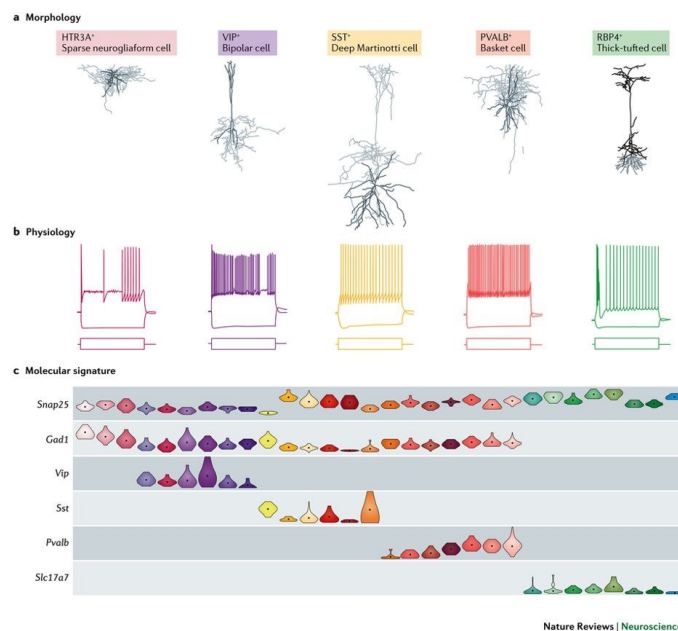 a Morphology
HTR3A⁺
Sparse neurogliaform cell
VIP⁺
Bipolar cell
SST⁺
Deep Martinotti cell
PVALB⁺
Basket cell
RBP4⁺
Thick-tufted cell
b Physiology
c Molecular signature
Snap25
Gad1
Vip
Sst
Pvalb
Slc17a7
Nature Reviews | Neuroscience